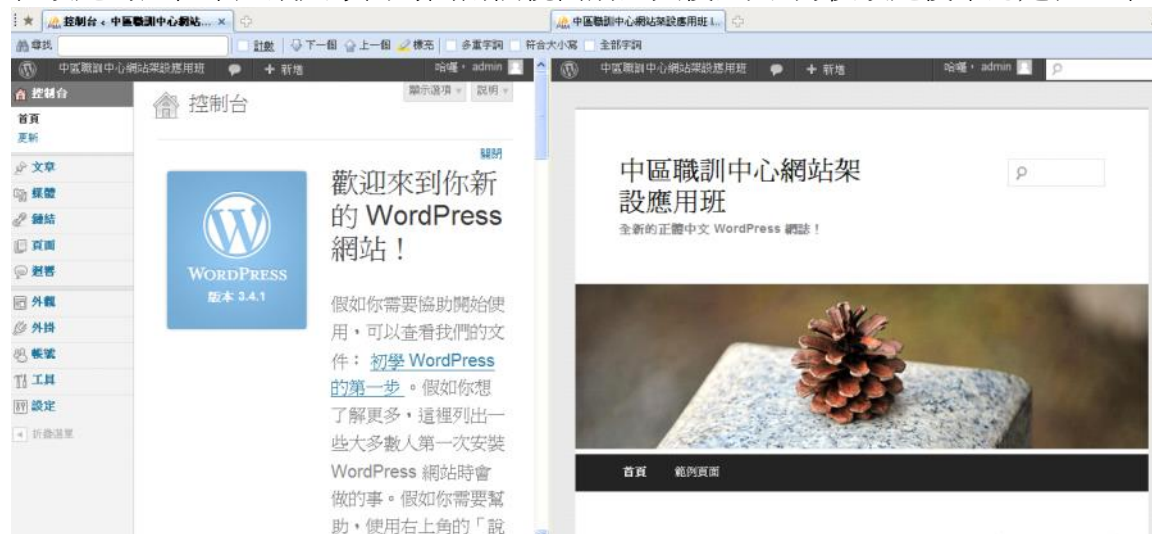 控制台 ‹ 中區職訓中心網站...
中區職訓中心網站架設應用班 |...
尋找
計數
下一個
上一個
標亮
多重字詞
符合大小寫
全部字詞
中區職訓中心網站架設應用班
+ 新增
哈囉，admin
中區職訓中心網站架設應用班
+ 新增
哈囉，admin
控制台
首頁
更新
文章
媒體
鏈結
頁面
迴響
外觀
外掛
帳號
工具
設定
折疊選單
控制台
顯示選項
說明
關閉
WORDPRESS
版本 3.4.1
歡迎來到你新
的 WordPress
網站！
假如你需要協助開始使
用，可以查看我們的文
件： 初學 WordPress
的第一步 。假如你想
了解更多，這裡列出一
些大多數人第一次安裝
WordPress 網站時會
做的事。假如你需要幫
助，使用右上角的「說
中區職訓中心網站架
設應用班
全新的正體中文 WordPress 網誌！
首頁
範例頁面